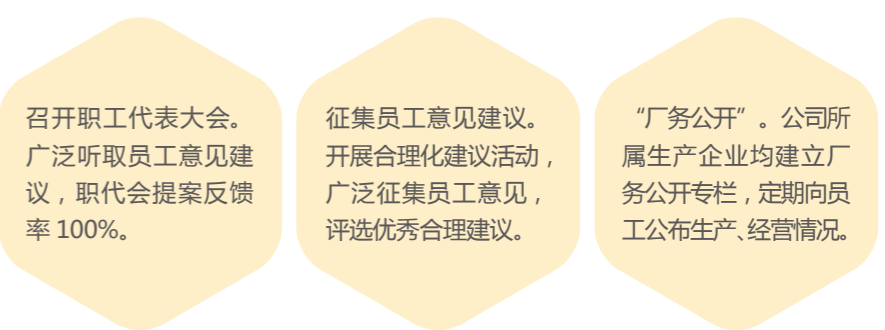 召开职工代表大会。
广泛听取员工意见建
议，职代会提案反馈
率 100%。
征集员工意见建议。
开展合理化建议活动，
广泛征集员工意见，
评选优秀合理建议。
“厂务公开”。公司所
属生产企业均建立厂
务公开专栏，定期向员
工公布生产、经营情况。